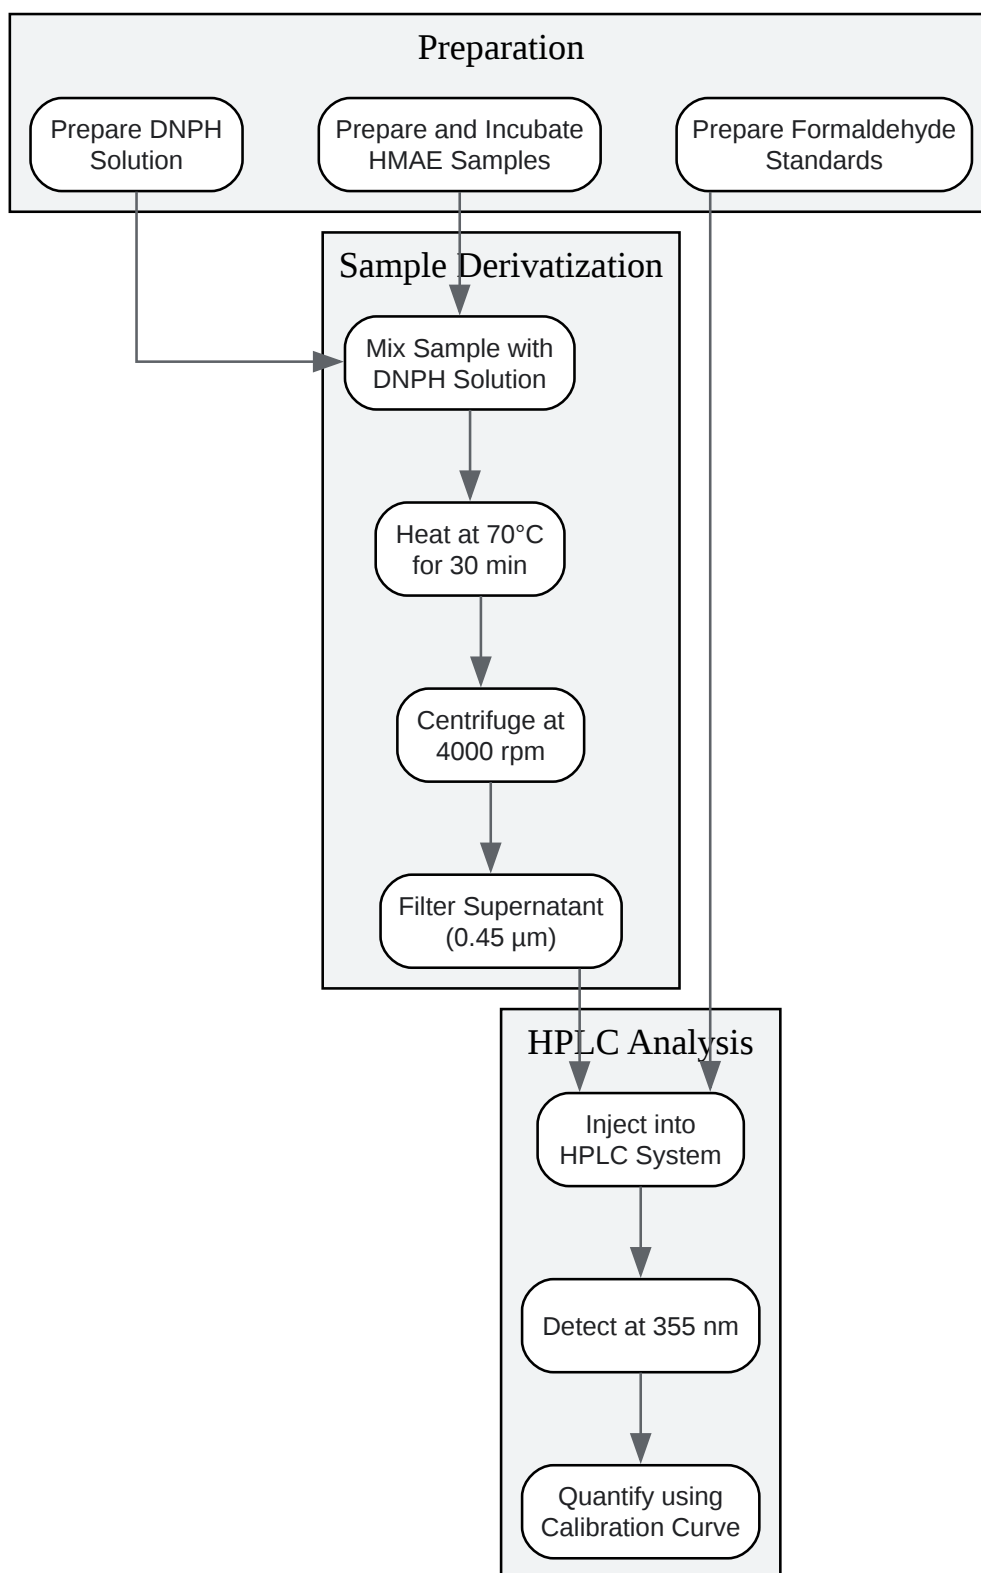 Preparation
Prepare DNPH
Solution
Prepare and Incubate
HMAE Samples
Prepare Formaldehyde
Standards
Sample Derivatization
Mix Sample with
DNPH Solution
Heat at 70°C
for 30 min
Centrifuge at
4000 rpm
Filter Supernatant
(0.45 µm)
HPLC Analysis
Inject into
HPLC System
Detect at 355 nm
Quantify using
Calibration Curve